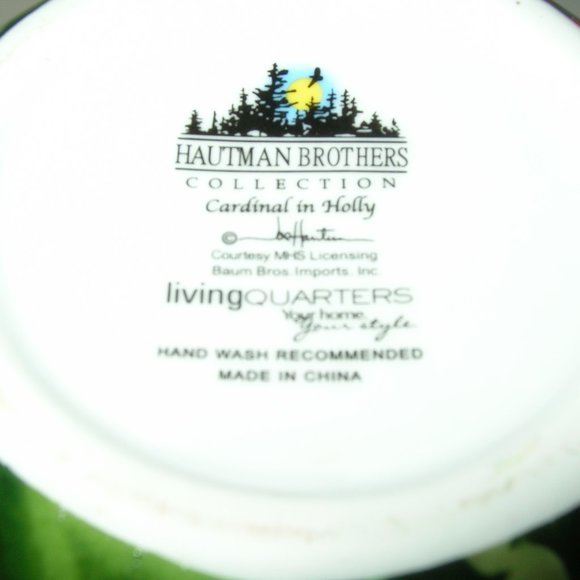 HAUTMAN BROTHERS
COLLECTION
Cardinal in Holly
©
Courtesy MHS Licensing
Baum Bros. Imports, Inc.
livingQUARTERS
Your home.
Your style.
HAND WASH RECOMMENDED
MADE IN CHINA